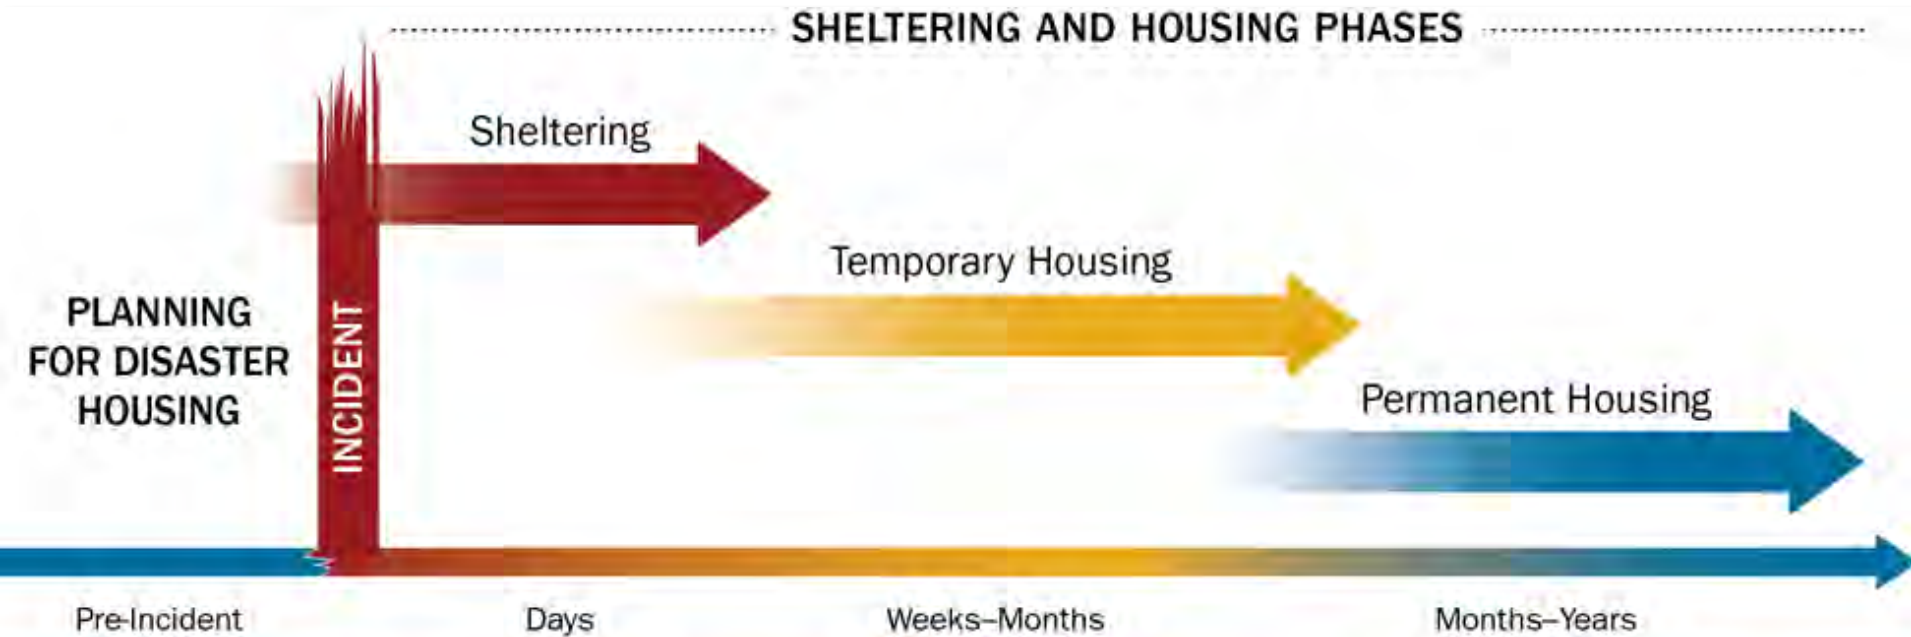 SHELTERING AND HOUSING PHASES
Sheltering
Temporary Housing
PLANNING
FOR DISASTER
HOUSING
INCIDENT
Permanent Housing
Pre-Incident
Days
Weeks–Months
Months–Years